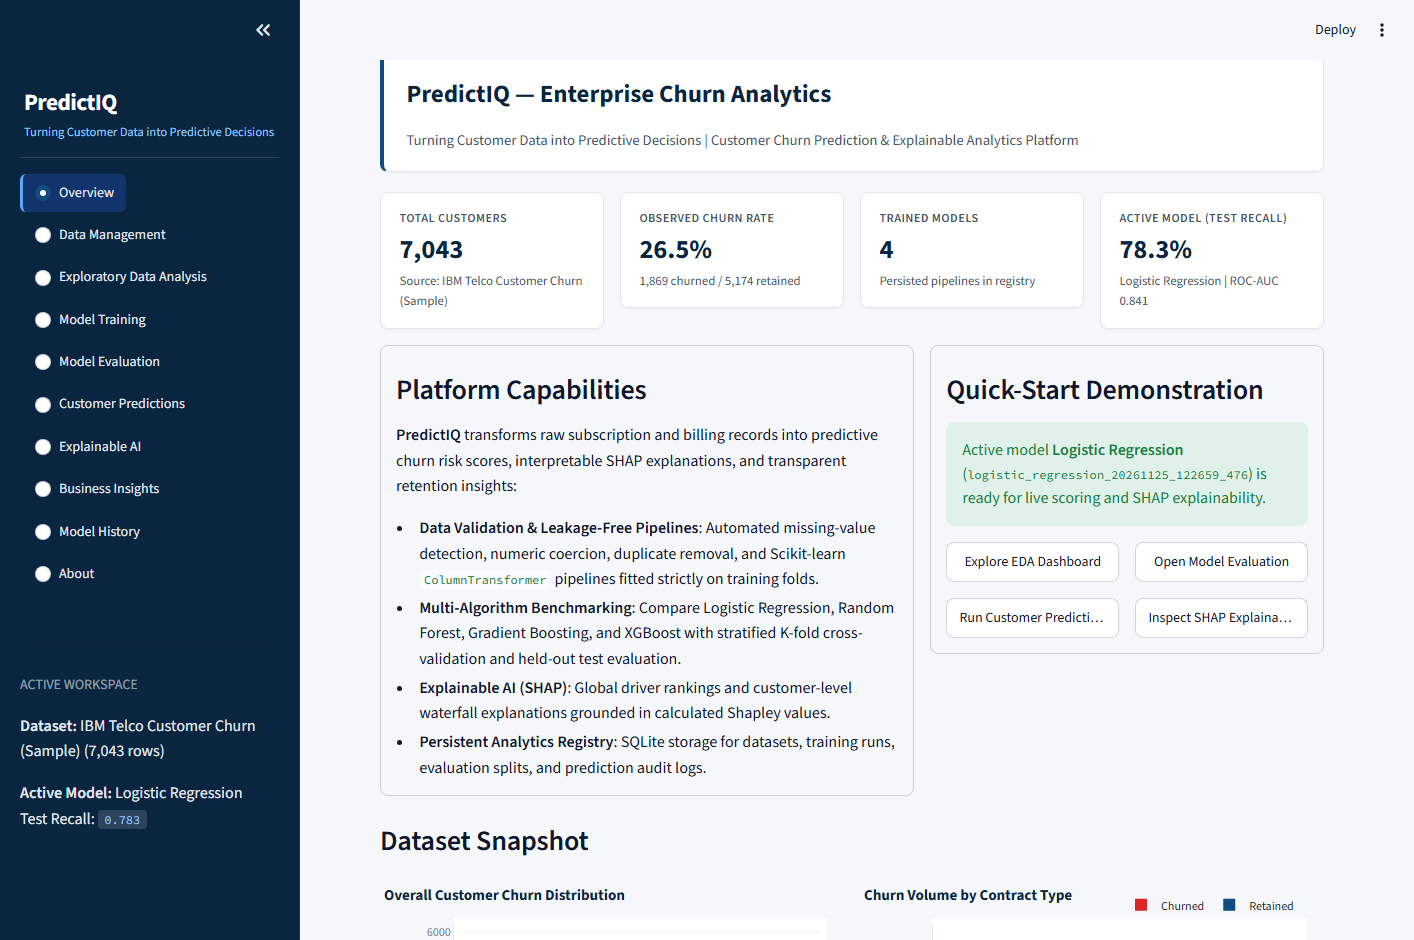 Deploy
PredictIQ
Turning Customer Data into Predictive Decisions
Overview
Data Management
Exploratory Data Analysis
Model Training
Model Evaluation
Customer Predictions
Explainable AI
Business Insights
Model History
About
ACTIVE WORKSPACE
Dataset: IBM Telco Customer Churn
(Sample) (7,043 rows)
Active Model: Logistic Regression
Test Recall: 0.783
PredictIQ — Enterprise Churn Analytics
Turning Customer Data into Predictive Decisions | Customer Churn Prediction & Explainable Analytics Platform
TOTAL CUSTOMERS
7,043
Source: IBM Telco Customer Churn
(Sample)
OBSERVED CHURN RATE
26.5%
1,869 churned / 5,174 retained
TRAINED MODELS
4
Persisted pipelines in registry
ACTIVE MODEL (TEST RECALL)
78.3%
Logistic Regression | ROC-AUC
0.841
Platform Capabilities
PredictIQ transforms raw subscription and billing records into predictive
churn risk scores, interpretable SHAP explanations, and transparent
retention insights:
• Data Validation & Leakage-Free Pipelines: Automated missing-value
detection, numeric coercion, duplicate removal, and Scikit-learn
ColumnTransformer pipelines fitted strictly on training folds.
• Multi-Algorithm Benchmarking: Compare Logistic Regression, Random
Forest, Gradient Boosting, and XGBoost with stratified K-fold cross-
validation and held-out test evaluation.
• Explainable AI (SHAP): Global driver rankings and customer-level
waterfall explanations grounded in calculated Shapley values.
• Persistent Analytics Registry: SQLite storage for datasets, training runs,
evaluation splits, and prediction audit logs.
Quick-Start Demonstration
Active model Logistic Regression
(logistic_regression_20261125_122659_476) is
ready for live scoring and SHAP explainability.
Explore EDA Dashboard
Open Model Evaluation
Run Customer Predicti...
Inspect SHAP Explaina...
Dataset Snapshot
Overall Customer Churn Distribution
6000
Churn Volume by Contract Type
Churned
Retained